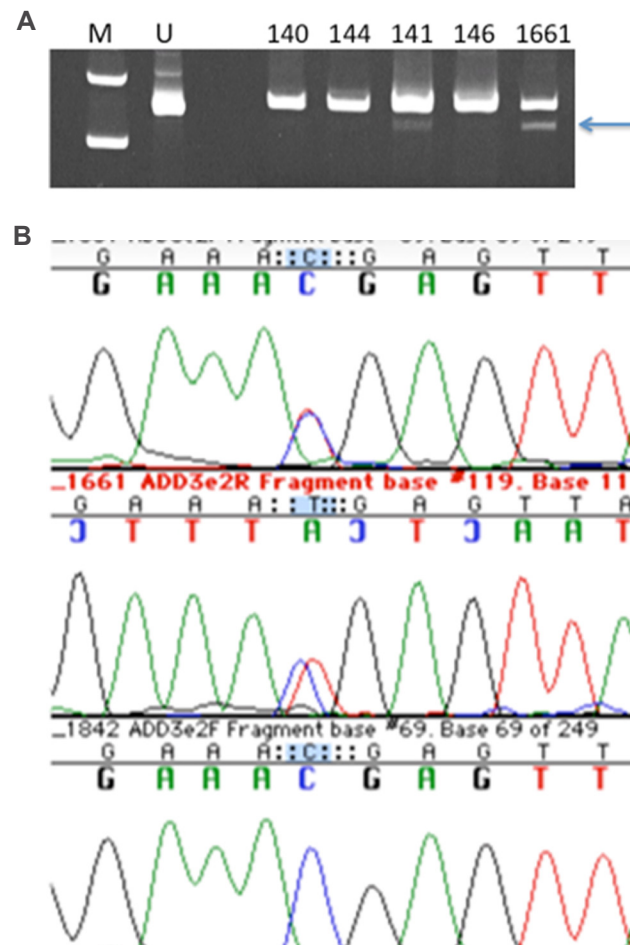 A
M U 140 144 141 146 1661
B
G A A A C G A G T T
G A A A C G A G T T
_1661 ADD3e2R Fragment base #119. Base 11
G A A A T G A G T T A
C T T T A C T C A A T
_1842 ADD3e2F Fragment base #69. Base 69 of 249
G A A A C G A G T T
G A A A C G A G T T